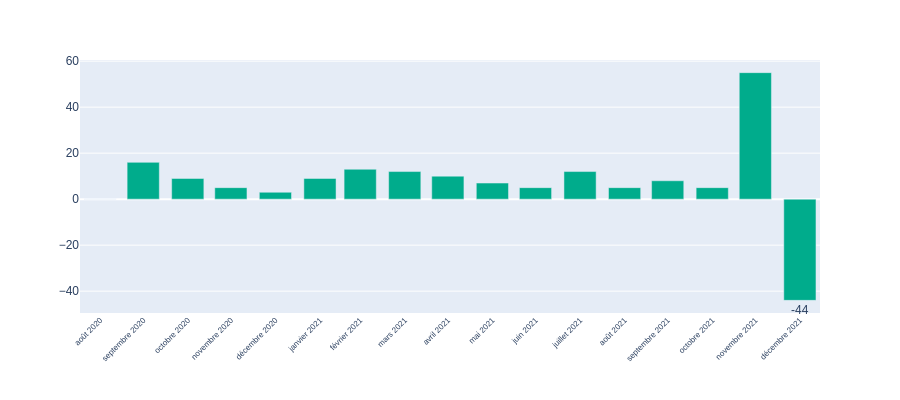 60
40
20
0
−20
−40
-44
août 2020
septembre 2020
octobre 2020
novembre 2020
décembre 2020
janvier 2021
février 2021
mars 2021
avril 2021
mai 2021
juin 2021
juillet 2021
août 2021
septembre 2021
octobre 2021
novembre 2021
décembre 2021